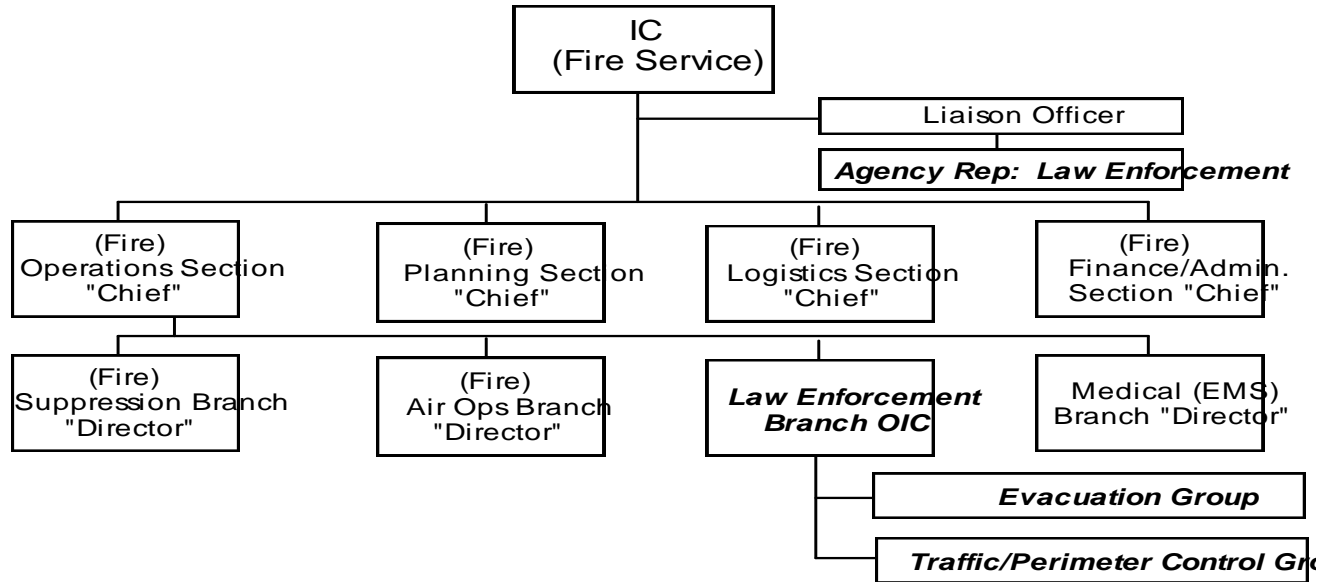 IC
(Fire Service)
Liaison Officer
Agency Rep: Law Enforcement
(Fire)
Operations Section
"Chief"
(Fire)
Planning Section
"Chief"
(Fire)
Logistics Section
"Chief"
(Fire)
Finance/Admin.
Section "Chief"
(Fire)
Suppression Branch
"Director"
(Fire)
Air Ops Branch
"Director"
Law Enforcement
Branch OIC
Medical (EMS)
Branch "Director"
Evacuation Group
Traffic/Perimeter Control Gro